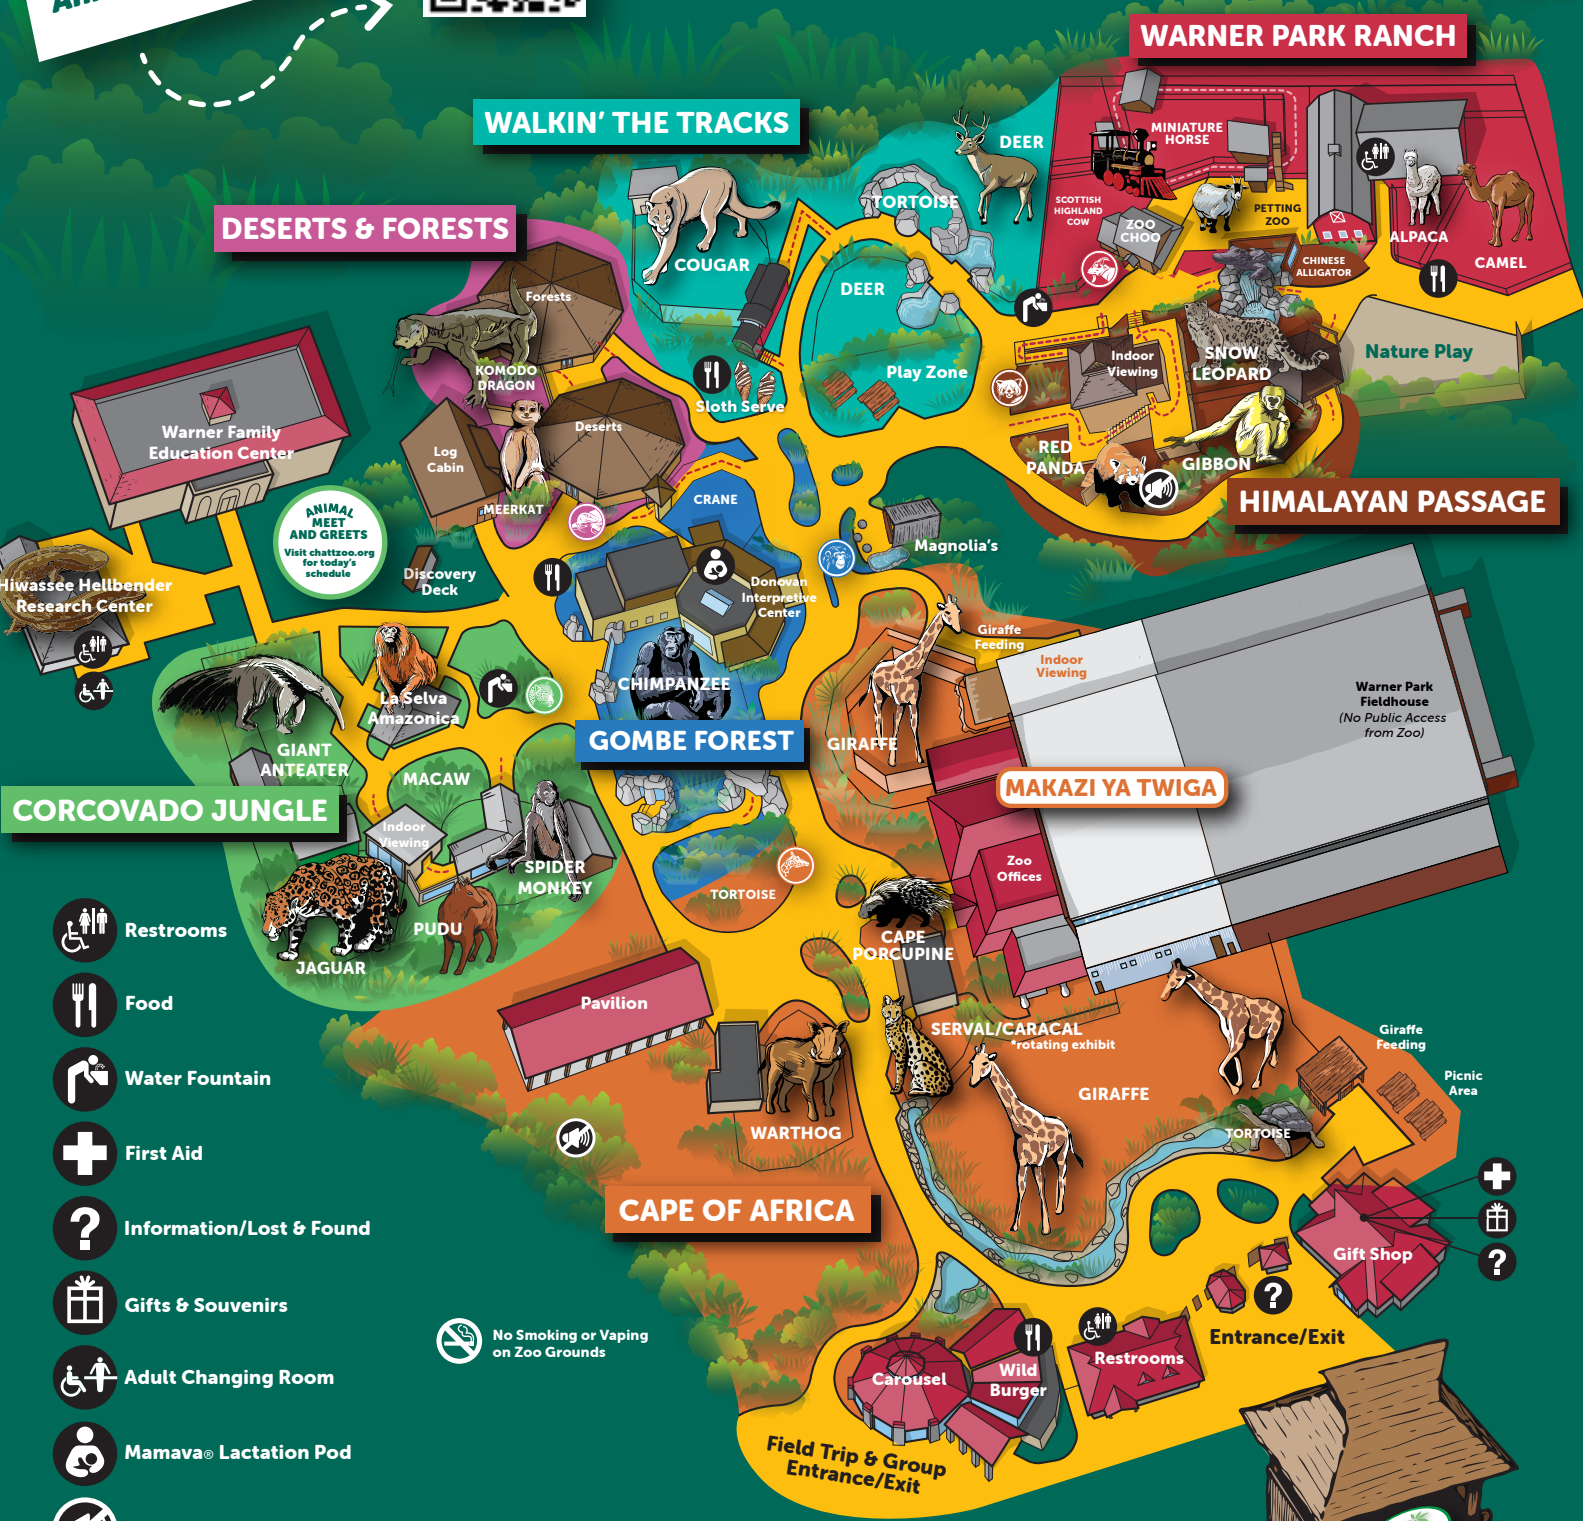 WARNER PARK RANCH
WALKIN' THE TRACKS
DEER
MINIATURE
HORSE
SCOTTISH
HIGHLAND
COW
ZOO
CHOO
PETTING
ZOO
ALPACA
CAMEL
CHINESE
ALLIGATOR
TORTOISE
COUGAR
DEER
Play Zone
Sloth Serve
DESERTS & FORESTS
Forests
KOMODO
DRAGON
Deserts
Log
Cabin
MEERKAT
Warner Family
Education Center
ANIMAL
MEET
AND GREETS
Visit chattzoo.org
for today's
schedule
Discovery
Deck
Hiwassee Hellbender
Research Center
Indoor
Viewing
SNOW
LEOPARD
Nature Play
RED
PANDA
GIBBON
HIMALAYAN PASSAGE
CRANE
Magnolia's
Donovan
Interpretive
Center
CHIMPANZEE
GOMBE FOREST
Giraffe
Feeding
Indoor
Viewing
GIRAFFE
Warner Park
Fieldhouse
(No Public Access
from Zoo)
MAKAZI YA TWIGA
Zoo
Offices
La Selva
Amazonica
GIANT
ANTEATER
MACAW
CORCOVADO JUNGLE
Indoor
Viewing
SPIDER
MONKEY
PUDU
JAGUAR
TORTOISE
CAPE
PORCUPINE
Pavilion
SERVAL/CARACAL
*rotating exhibit
WARTHOG
GIRAFFE
Giraffe
Feeding
Picnic
Area
TORTOISE
CAPE OF AFRICA
Gift Shop
Entrance/Exit
Restrooms
Wild
Burger
Carousel
Field Trip & Group
Entrance/Exit
Restrooms
Food
Water Fountain
First Aid
Information/Lost & Found
Gifts & Souvenirs
Adult Changing Room
Mamava® Lactation Pod
No Smoking or Vaping
on Zoo Grounds